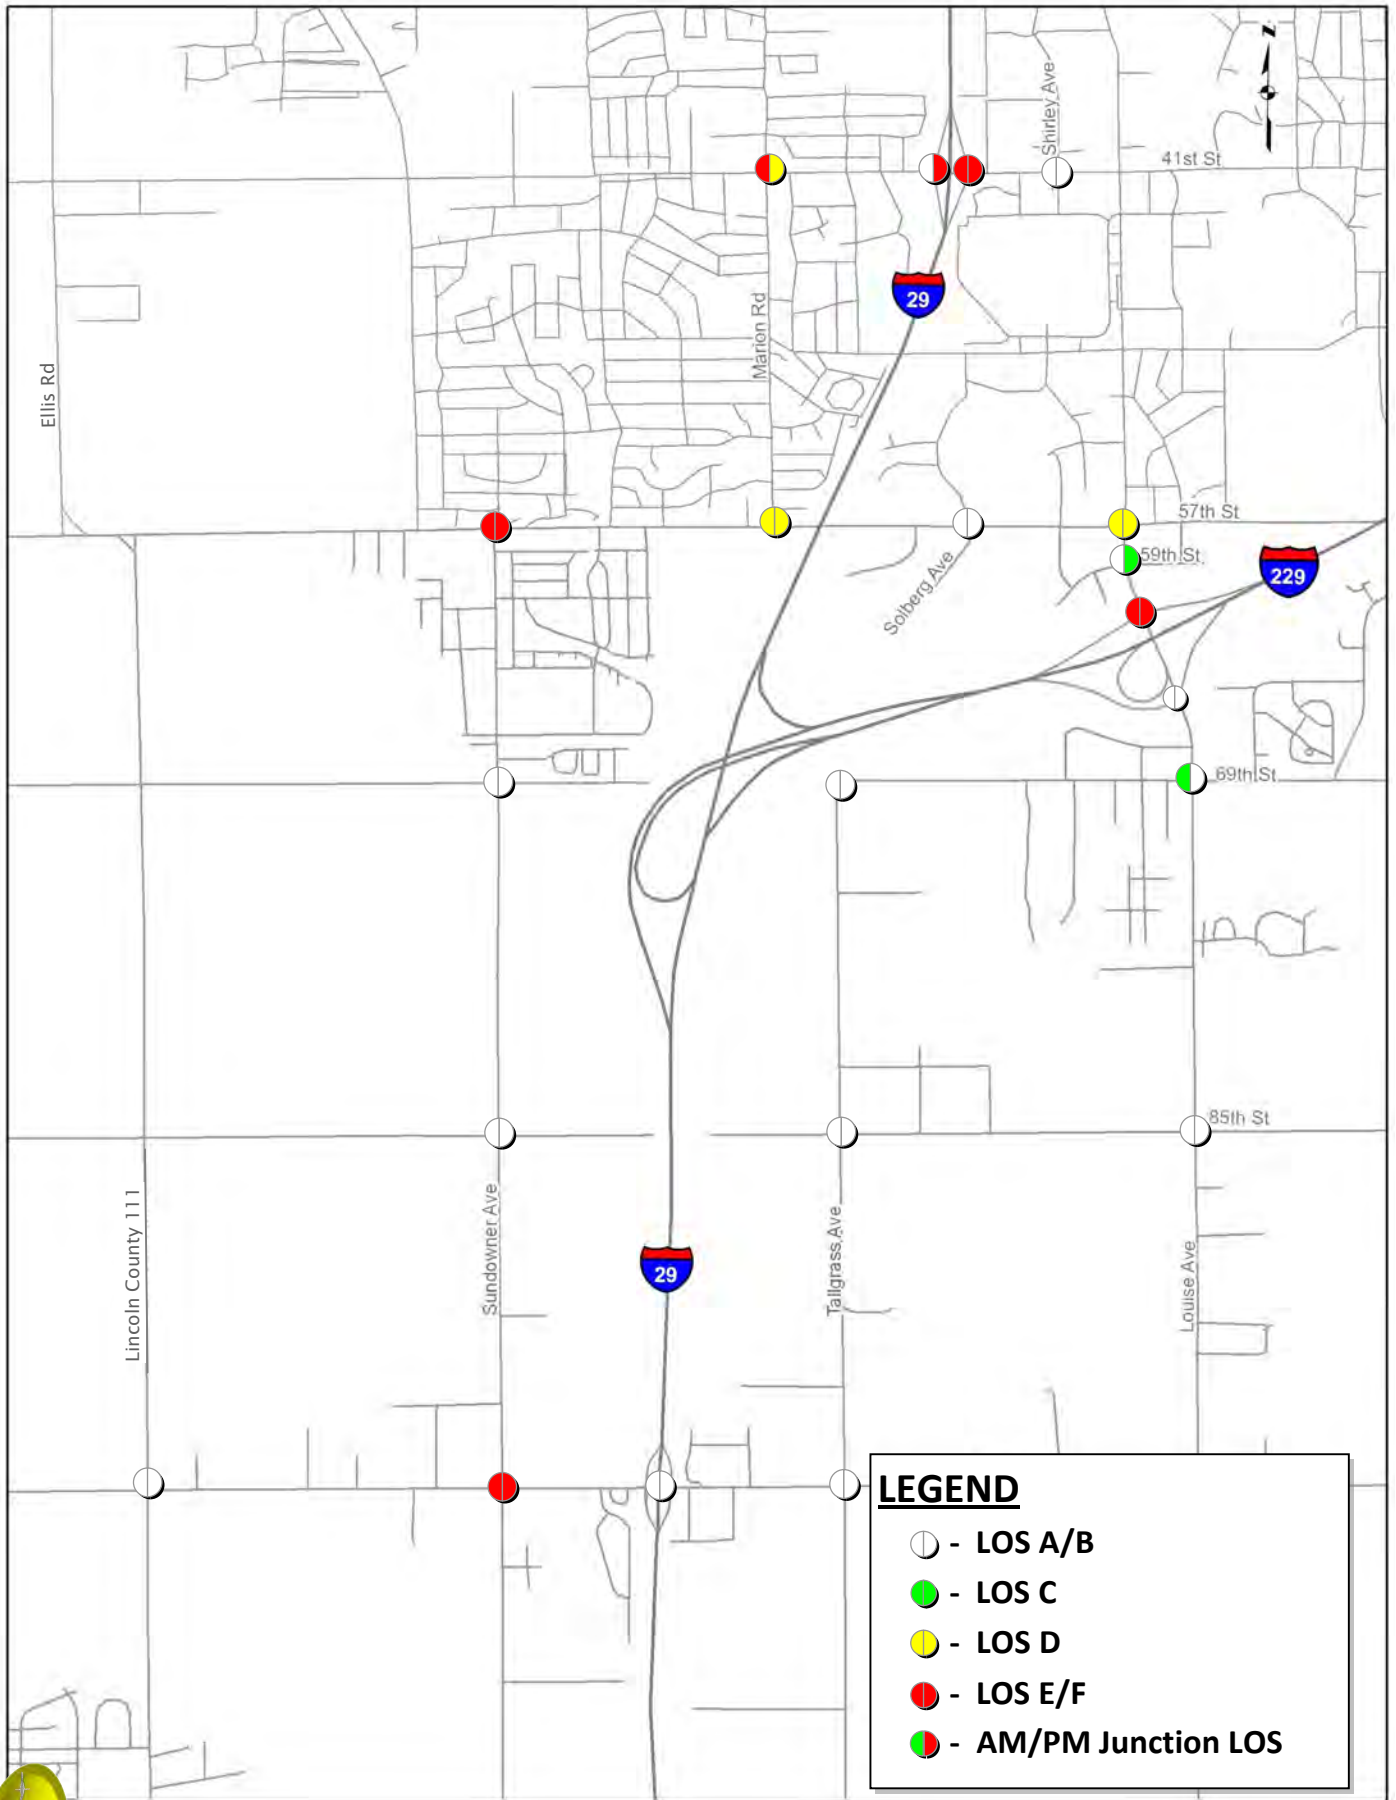 Z
Shirley Ave
41st St
29
Marion Rd
Ellis Rd
57th St
59th St
229
Solberg Ave
69th St
85th St
Lincoln County 111
Sundowner Ave
Tallgrass Ave
Louise Ave
29
LEGEND
- LOS A/B
- LOS C
- LOS D
- LOS E/F
- AM/PM Junction LOS